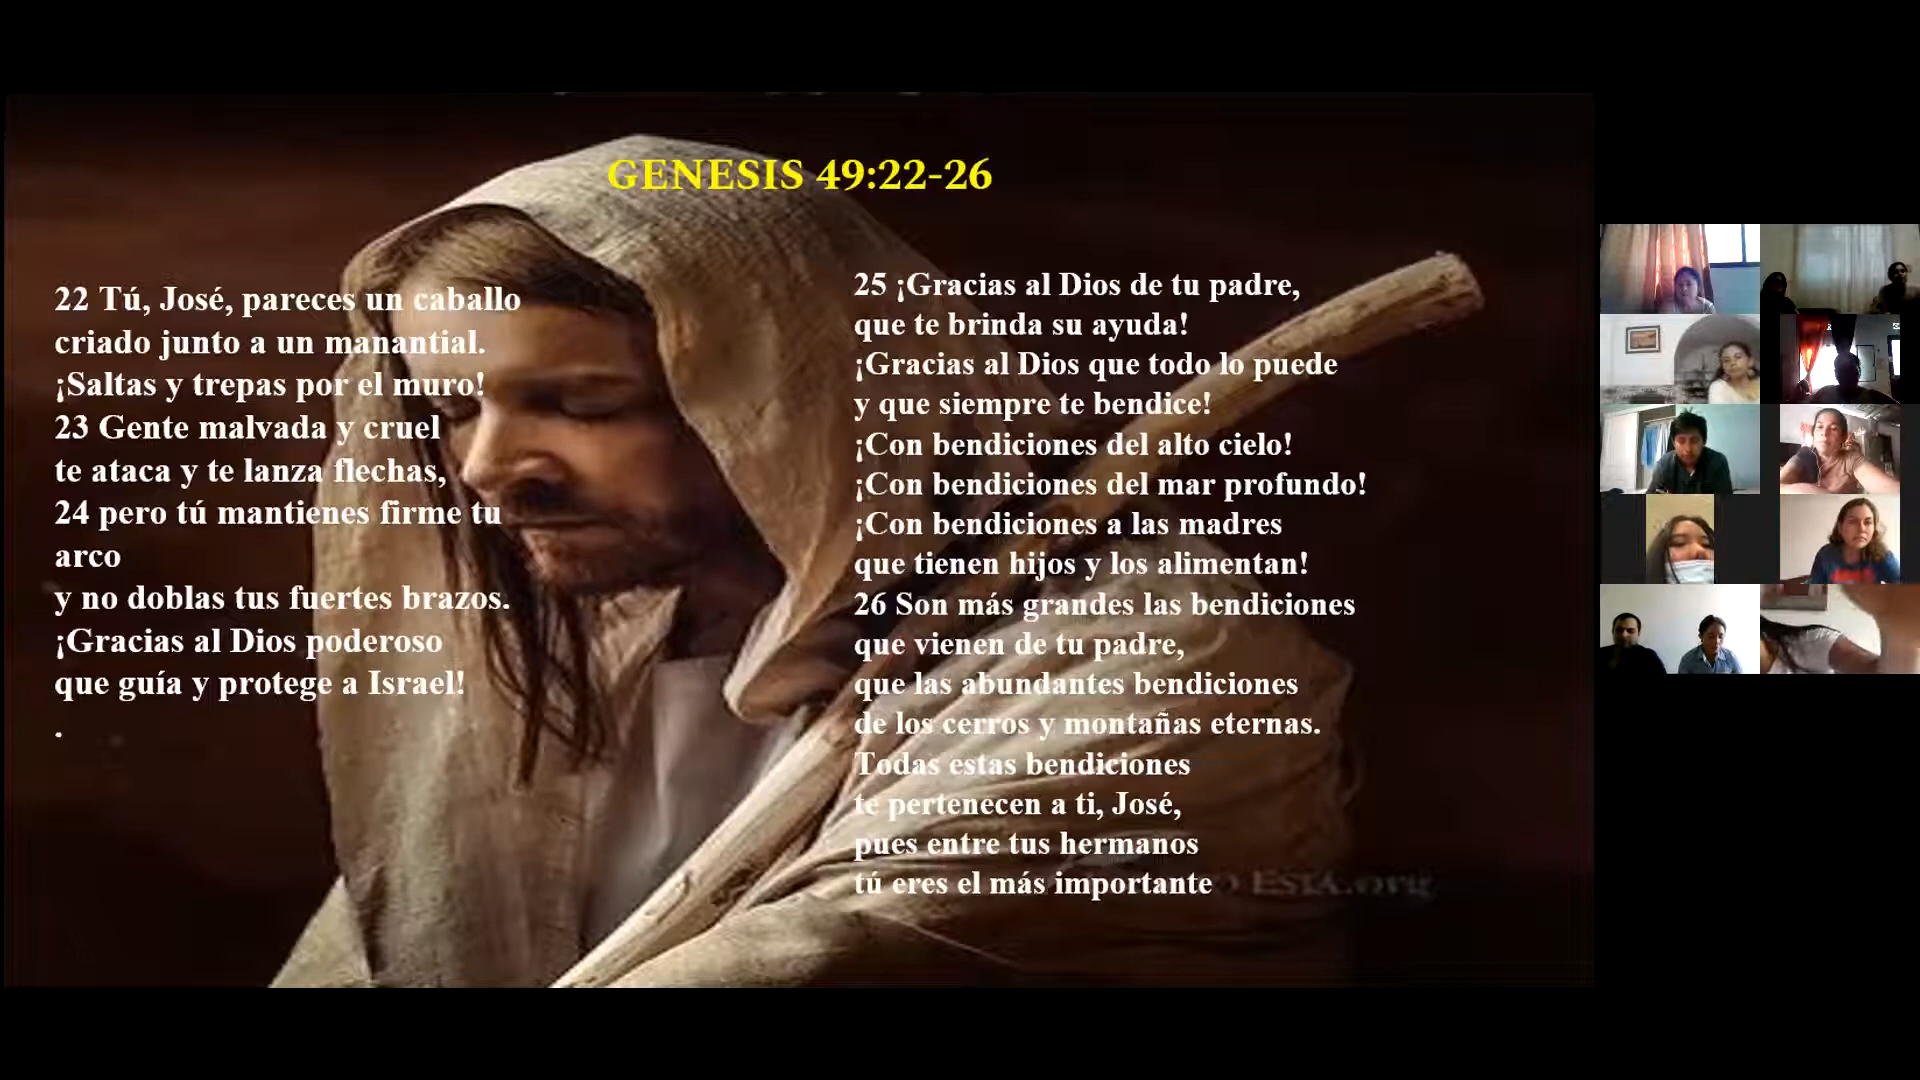 GENESIS 49:22-26
22 Tú, José, pareces un caballo
criado junto a un manantial.
¡Saltas y trepas por el muro!
23 Gente malvada y cruel
te ataca y te lanza flechas,
24 pero tú mantienes firme tu
arco
y no doblas tus fuertes brazos.
¡Gracias al Dios poderoso
que guía y protege a Israel!
.
25 ¡Gracias al Dios de tu padre,
que te brinda su ayuda!
¡Gracias al Dios que todo lo puede
y que siempre te bendice!
¡Con bendiciones del alto cielo!
¡Con bendiciones del mar profundo!
¡Con bendiciones a las madres
que tienen hijos y los alimentan!
26 Son más grandes las bendiciones
que vienen de tu padre,
que las abundantes bendiciones
de los cerros y montañas eternas.
Todas estas bendiciones
te pertenecen a ti, José,
pues entre tus hermanos
tú eres el más importante